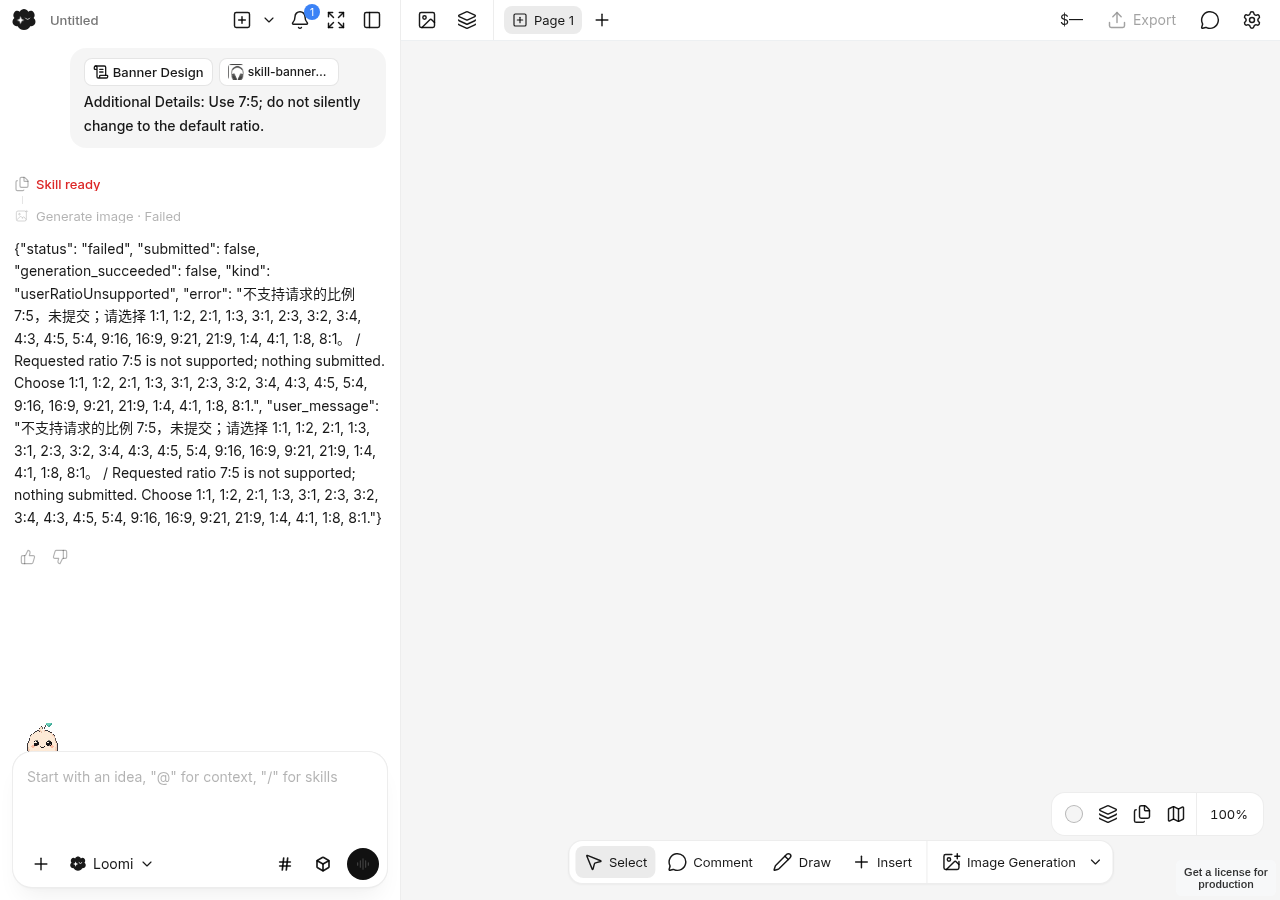 Untitled
1
Page 1
$—
Export
Banner Design
skill-banner...
Additional Details: Use 7:5; do not silently
change to the default ratio.
Skill ready
Generate image · Failed
{"status": "failed", "submitted": false,
"generation_succeeded": false, "kind":
"userRatioUnsupported", "error": "不支持请求的比例
7:5，未提交；请选择 1:1, 1:2, 2:1, 1:3, 3:1, 2:3, 3:2, 3:4,
4:3, 4:5, 5:4, 9:16, 16:9, 9:21, 21:9, 1:4, 4:1, 1:8, 8:1。 /
Requested ratio 7:5 is not supported; nothing submitted.
Choose 1:1, 1:2, 2:1, 1:3, 3:1, 2:3, 3:2, 3:4, 4:3, 4:5, 5:4,
9:16, 16:9, 9:21, 21:9, 1:4, 4:1, 1:8, 8:1.", "user_message":
"不支持请求的比例 7:5，未提交；请选择 1:1, 1:2, 2:1, 1:3,
3:1, 2:3, 3:2, 3:4, 4:3, 4:5, 5:4, 9:16, 16:9, 9:21, 21:9, 1:4,
4:1, 1:8, 8:1。 / Requested ratio 7:5 is not supported;
nothing submitted. Choose 1:1, 1:2, 2:1, 1:3, 3:1, 2:3, 3:2,
3:4, 4:3, 4:5, 5:4, 9:16, 16:9, 9:21, 21:9, 1:4, 4:1, 1:8, 8:1."}
Start with an idea, "@" for context, "/" for skills
Loomi
100%
Select
Comment
Draw
Insert
Image Generation
Get a license for
production